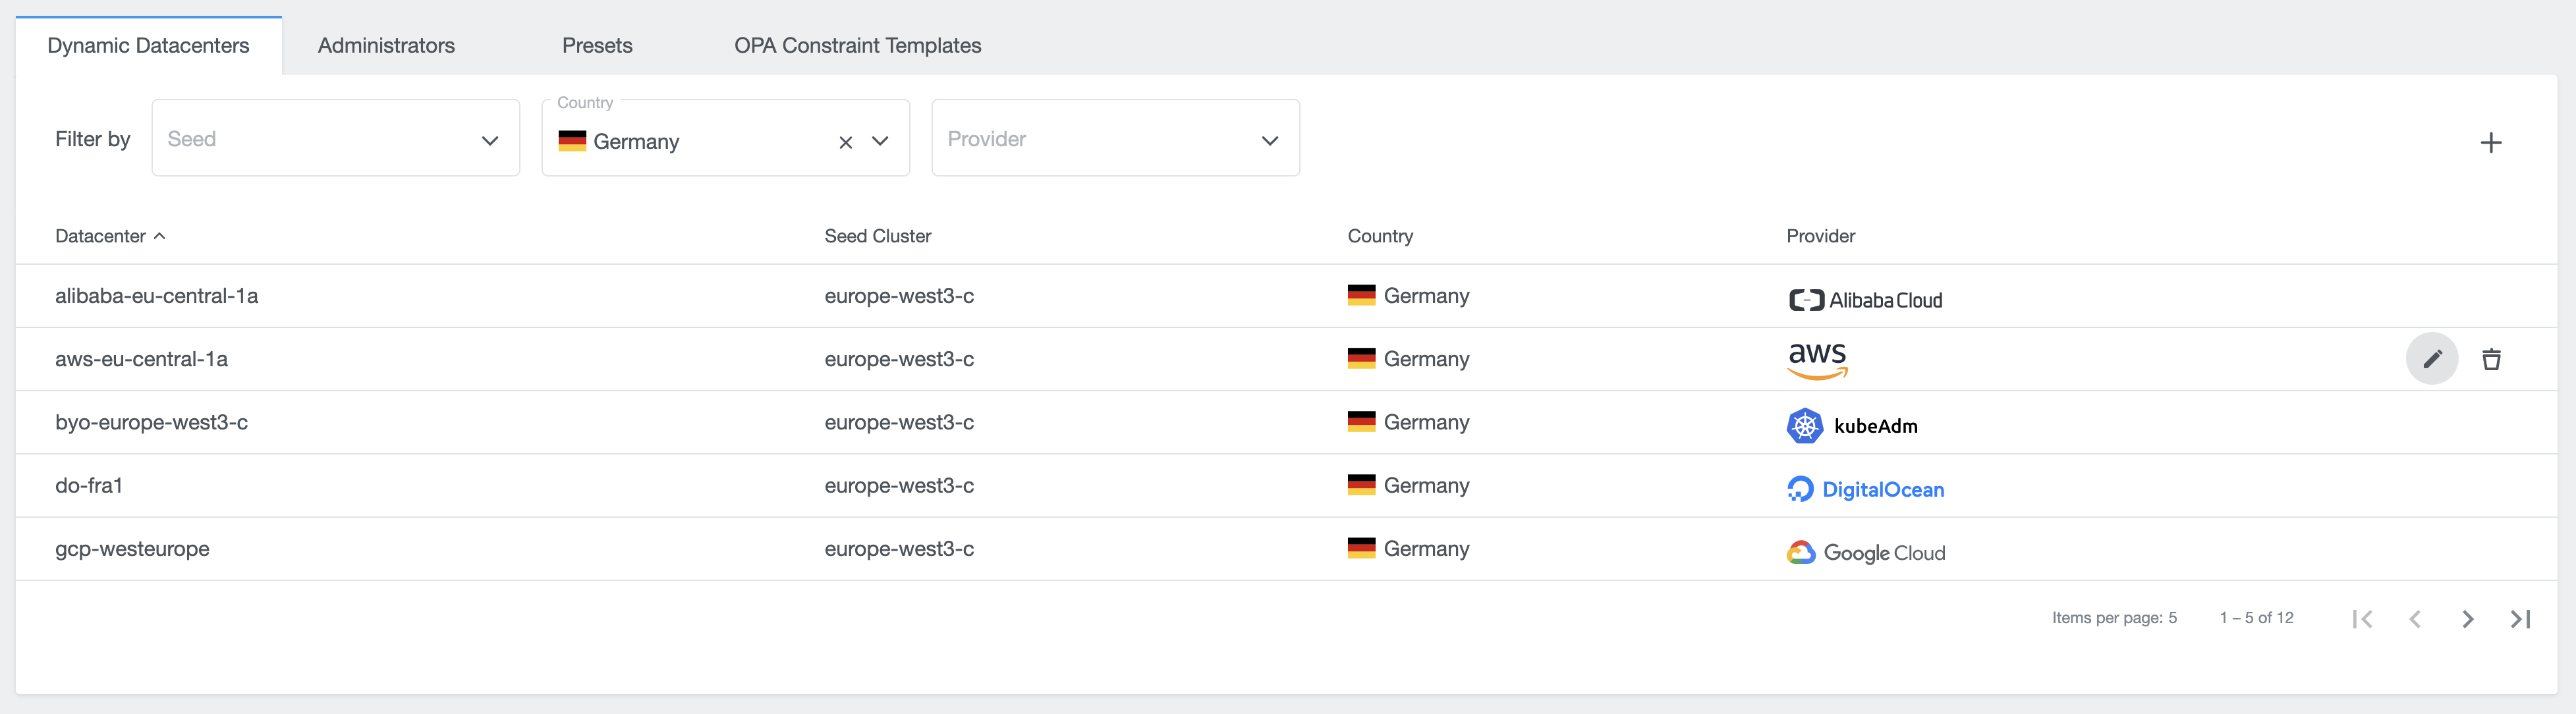 Dynamic Datacenters Administrators Presets OPA Constraint Templates
Country
Filter by Seed Germany Provider
Datacenter Seed Cluster Country Provider
alibaba-eu-central-1a europe-west3-c Germany Alibaba Cloud
aws-eu-central-1a europe-west3-c Germany aws
byo-europe-west3-c europe-west3-c Germany kubeAdm
do-fra1 europe-west3-c Germany DigitalOcean
gcp-westeurope europe-west3-c Germany Google Cloud
Items per page: 5 1 – 5 of 12